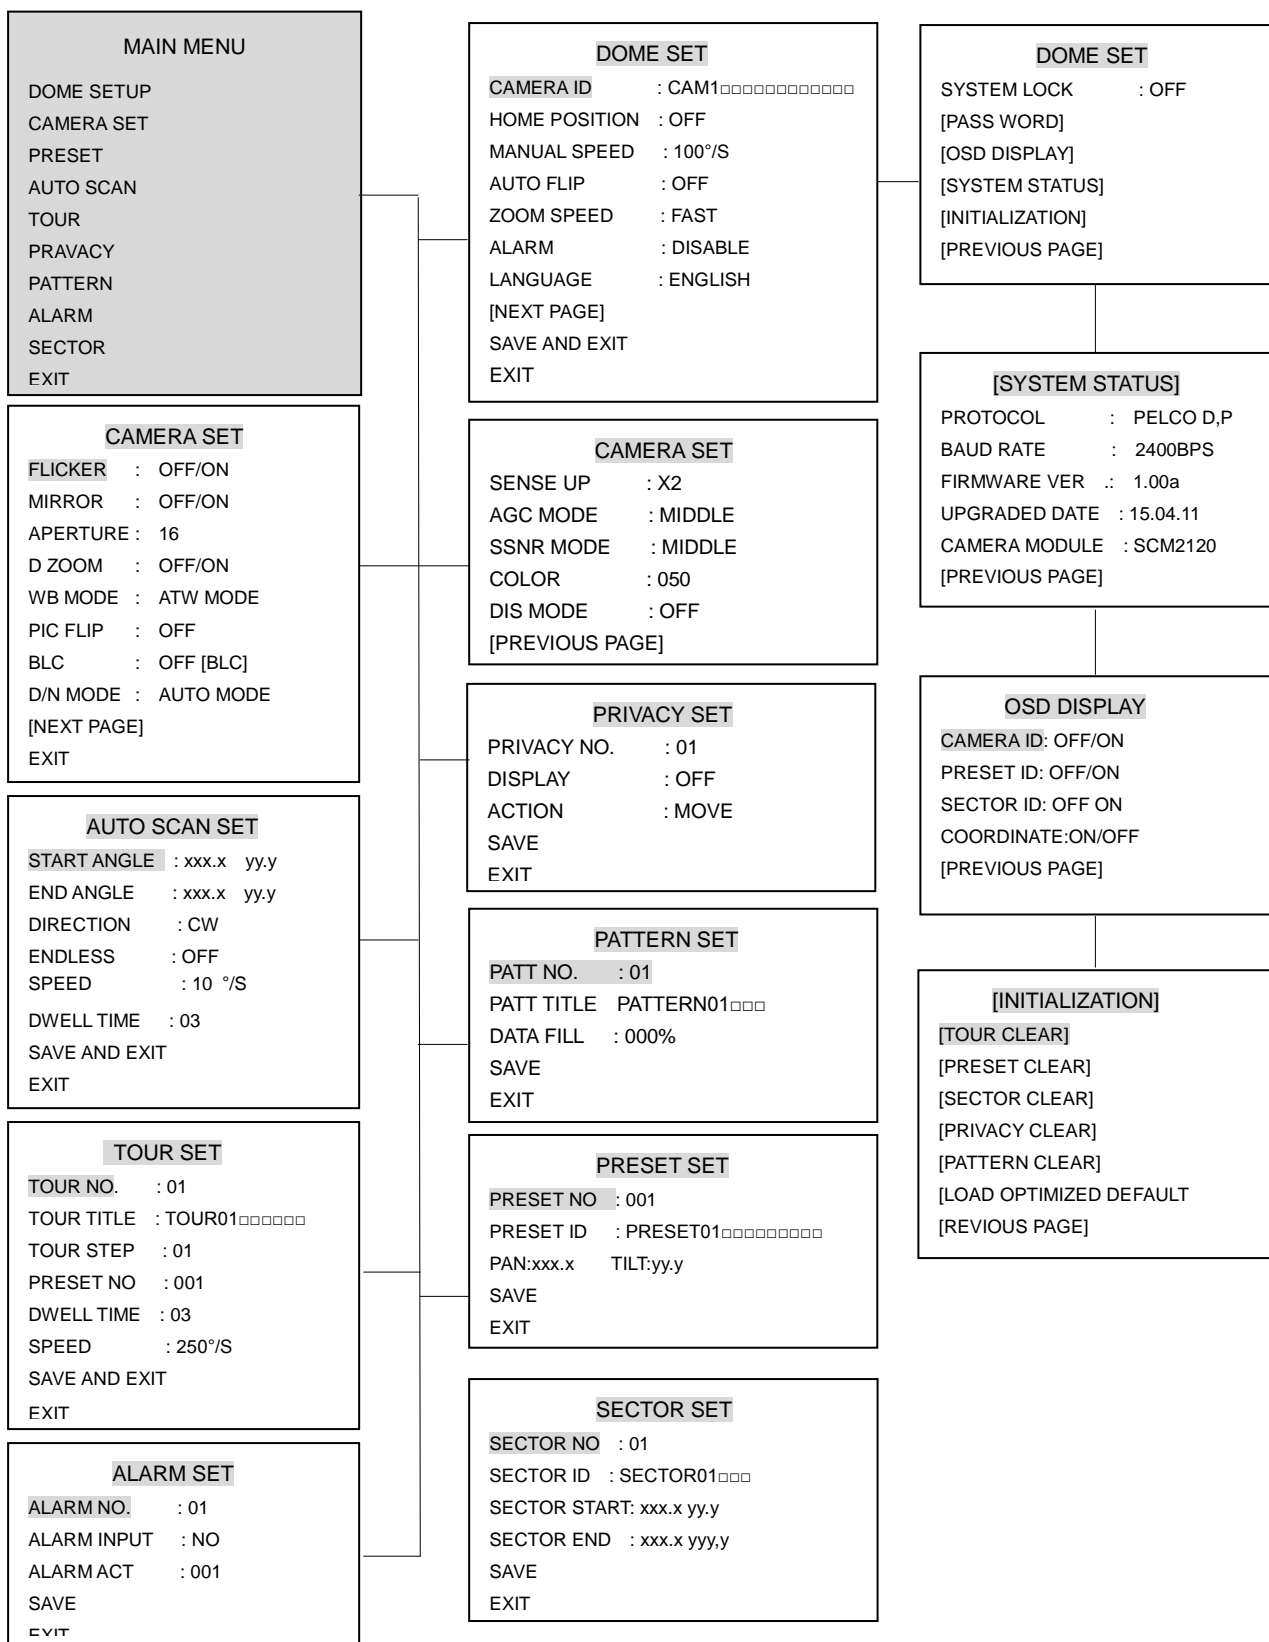 MAIN MENU
DOME SETUP
CAMERA SET
PRESET
AUTO SCAN
TOUR
PRAVACY
PATTERN
ALARM
SECTOR
EXIT
DOME SET
CAMERA ID : CAM1□□□□□□□□□□□□
HOME POSITION : OFF
MANUAL SPEED : 100°/S
AUTO FLIP : OFF
ZOOM SPEED : FAST
ALARM : DISABLE
LANGUAGE : ENGLISH
[NEXT PAGE]
SAVE AND EXIT
EXIT
DOME SET
SYSTEM LOCK : OFF
[PASS WORD]
[OSD DISPLAY]
[SYSTEM STATUS]
[INITIALIZATION]
[PREVIOUS PAGE]
CAMERA SET
FLICKER : OFF/ON
MIRROR : OFF/ON
APERTURE : 16
D ZOOM : OFF/ON
WB MODE : ATW MODE
PIC FLIP : OFF
BLC : OFF [BLC]
D/N MODE : AUTO MODE
[NEXT PAGE]
EXIT
CAMERA SET
SENSE UP : X2
AGC MODE : MIDDLE
SSNR MODE : MIDDLE
COLOR : 050
DIS MODE : OFF
[PREVIOUS PAGE]
[SYSTEM STATUS]
PROTOCOL : PELCO D,P
BAUD RATE : 2400BPS
FIRMWARE VER .: 1.00a
UPGRADED DATE : 15.04.11
CAMERA MODULE : SCM2120
[PREVIOUS PAGE]
PRIVACY SET
PRIVACY NO. : 01
DISPLAY : OFF
ACTION : MOVE
SAVE
EXIT
OSD DISPLAY
CAMERA ID: OFF/ON
PRESET ID: OFF/ON
SECTOR ID: OFF ON
COORDINATE:ON/OFF
[PREVIOUS PAGE]
AUTO SCAN SET
START ANGLE : xxx.x yy.y
END ANGLE : xxx.x yy.y
DIRECTION : CW
ENDLESS : OFF
SPEED : 10 °/S
DWELL TIME : 03
SAVE AND EXIT
EXIT
PATTERN SET
PATT NO. : 01
PATT TITLE PATTERN01□□□
DATA FILL : 000%
SAVE
EXIT
[INITIALIZATION]
[TOUR CLEAR]
[PRESET CLEAR]
[SECTOR CLEAR]
[PRIVACY CLEAR]
[PATTERN CLEAR]
[LOAD OPTIMIZED DEFAULT
[REVIOUS PAGE]
TOUR SET
TOUR NO. : 01
TOUR TITLE : TOUR01□□□□□□
TOUR STEP : 01
PRESET NO : 001
DWELL TIME : 03
SPEED : 250°/S
SAVE AND EXIT
EXIT
PRESET SET
PRESET NO : 001
PRESET ID : PRESET01□□□□□□□□□
PAN:xxx.x TILT:yy.y
SAVE
EXIT
ALARM SET
ALARM NO. : 01
ALARM INPUT : NO
ALARM ACT : 001
SAVE
EXIT
SECTOR SET
SECTOR NO : 01
SECTOR ID : SECTOR01□□□
SECTOR START: xxx.x yy.y
SECTOR END : xxx.x yyy,y
SAVE
EXIT